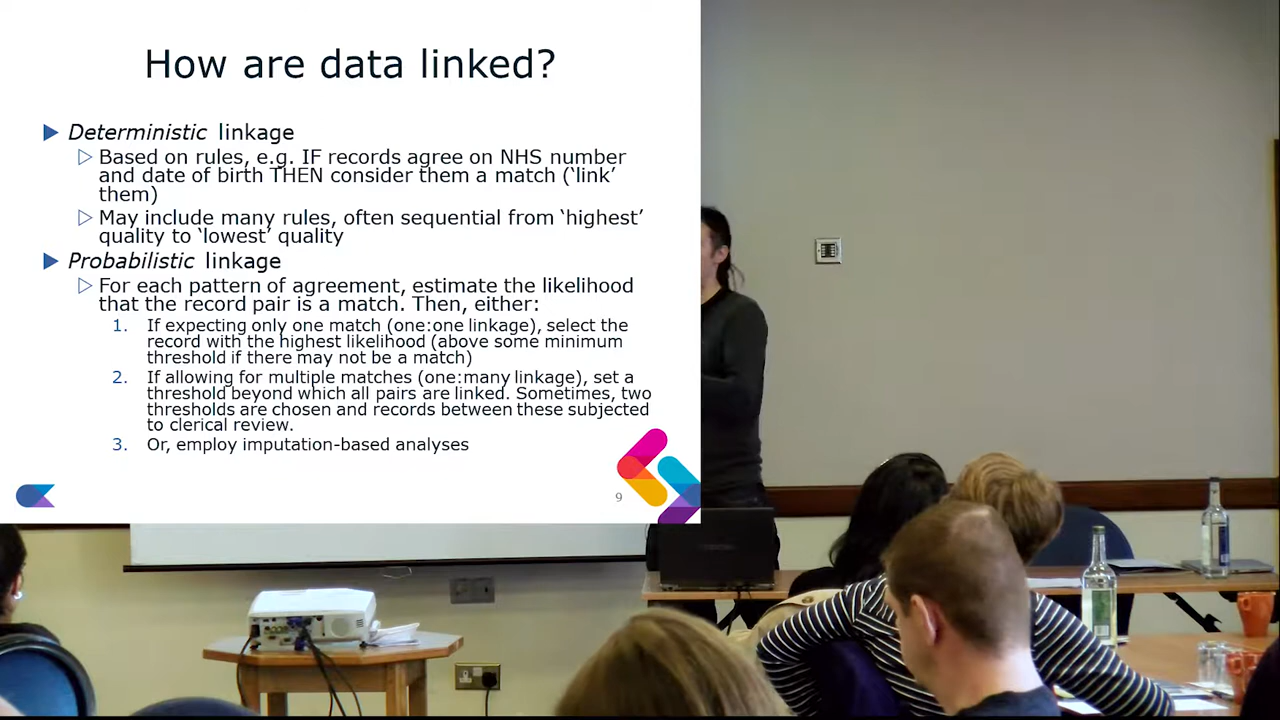 How are data linked?
Deterministic linkage
Based on rules, e.g. IF records agree on NHS number
and date of birth THEN consider them a match (‘link’
them)
May include many rules, often sequential from ‘highest’
quality to ‘lowest’ quality
Probabilistic linkage
For each pattern of agreement, estimate the likelihood
that the record pair is a match. Then, either:
1. If expecting only one match (one:one linkage), select the
record with the highest likelihood (above some minimum
threshold if there may not be a match)
2. If allowing for multiple matches (one:many linkage), set a
threshold beyond which all pairs are linked. Sometimes, two
thresholds are chosen and records between these subjected
to clerical review.
3. Or, employ imputation-based analyses
9